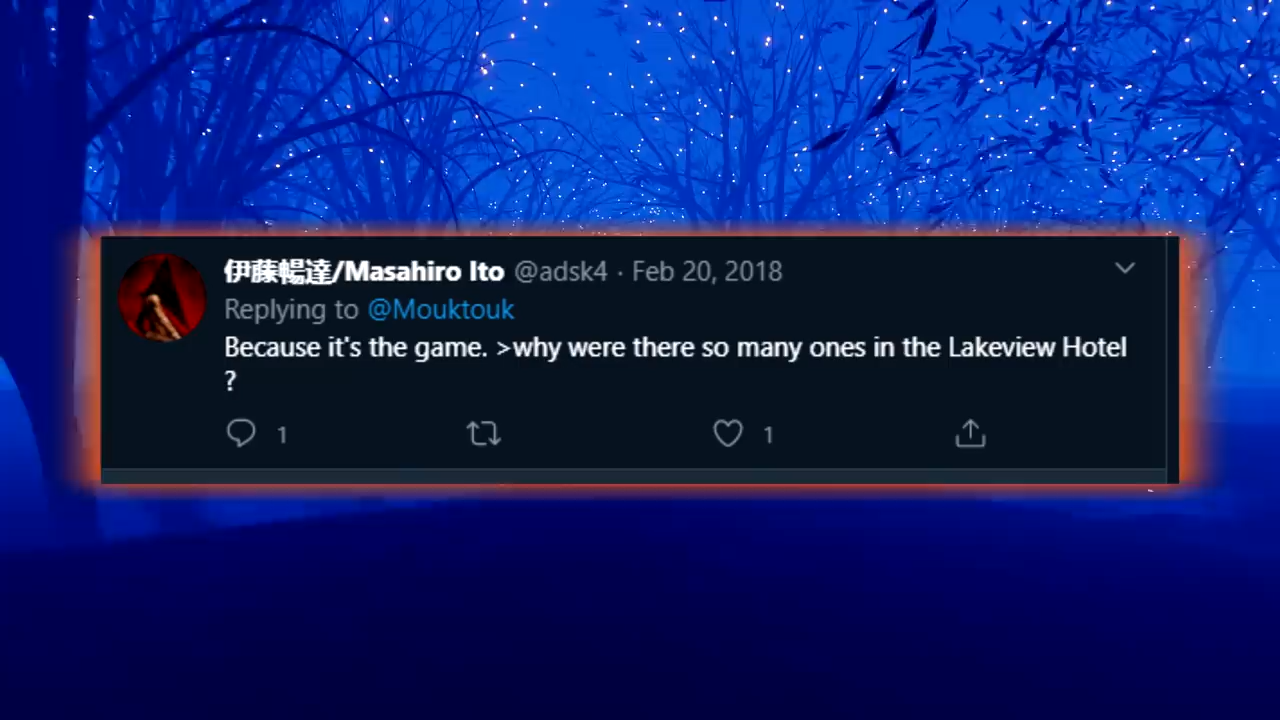 伊藤暢達/Masahiro Ito @adsk4 · Feb 20, 2018
Replying to @Mouktouk
Because it's the game. >why were there so many ones in the Lakeview Hotel
?
1 1